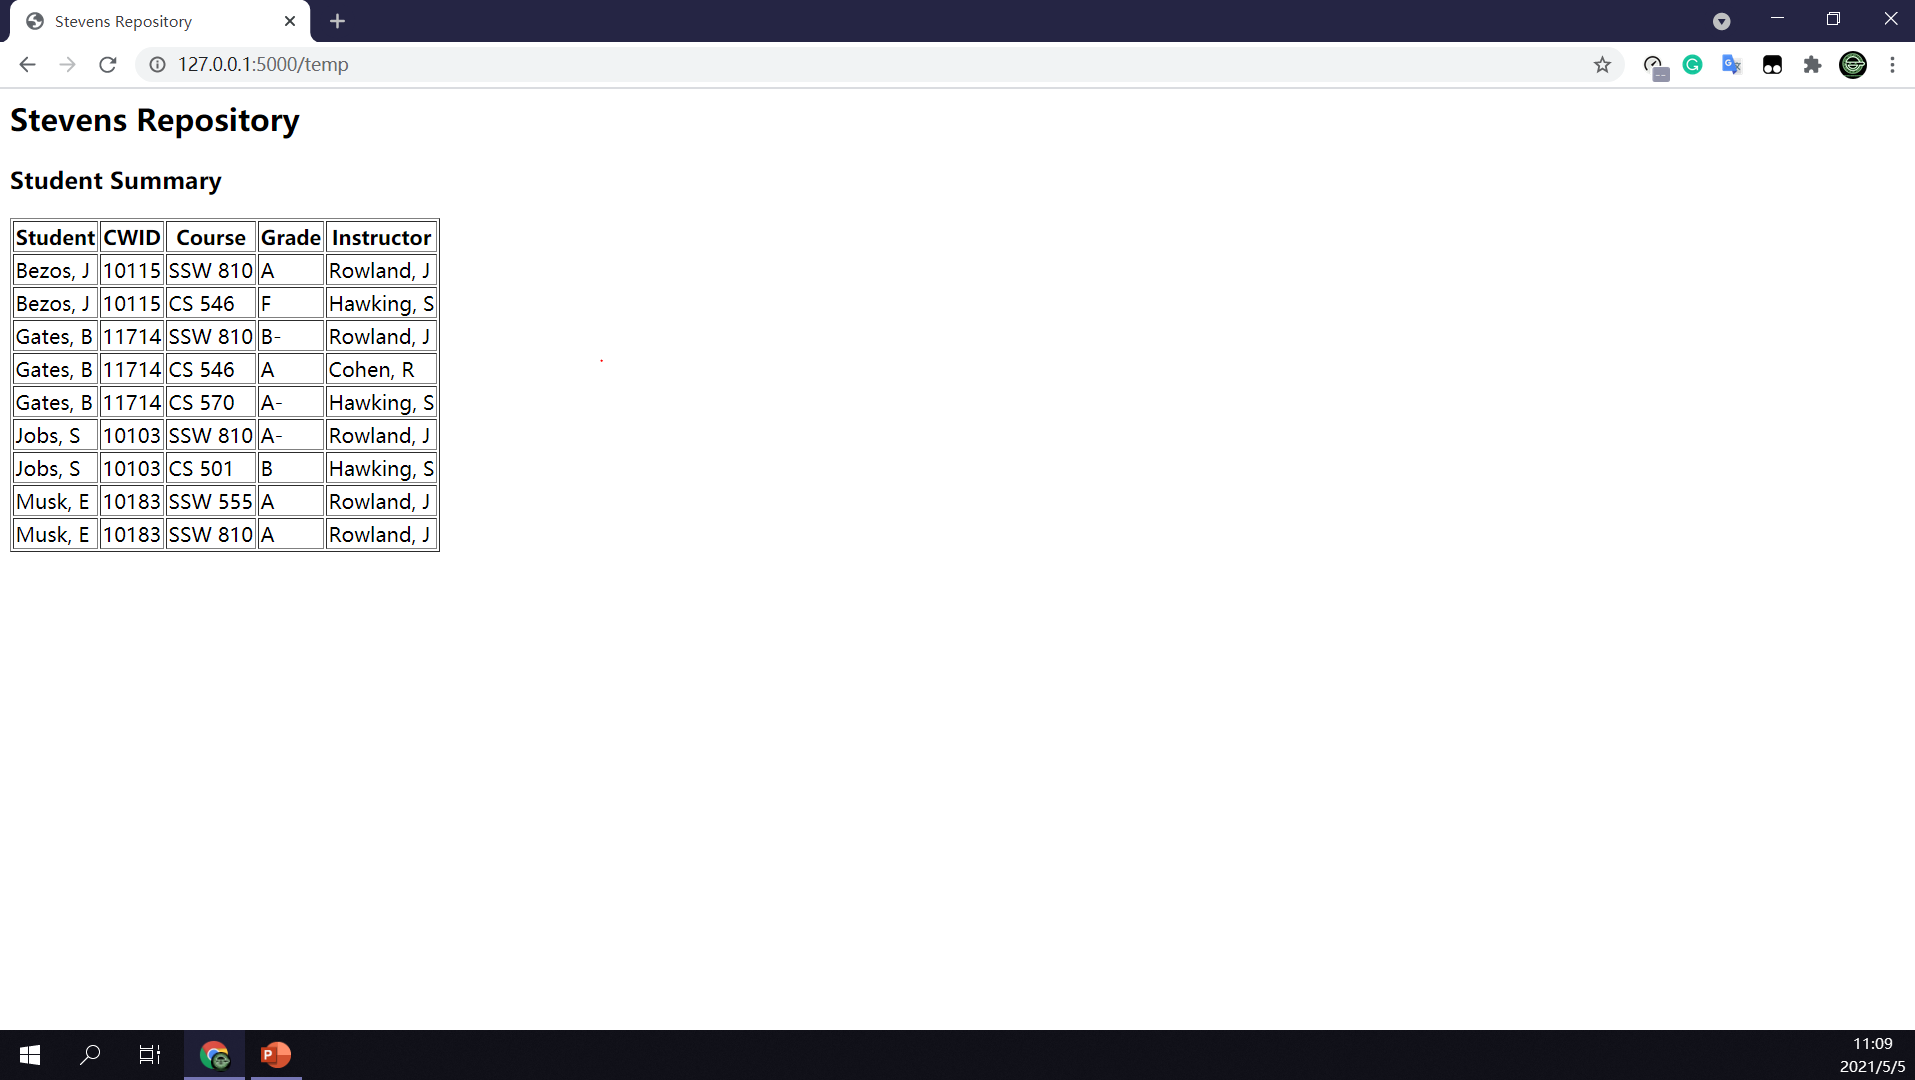 Stevens Repository
127.0.0.1:5000/temp
Stevens Repository
Student Summary
Student CWID Course Grade Instructor
Bezos, J 10115 SSW 810 A Rowland, J
Bezos, J 10115 CS 546 F Hawking, S
Gates, B 11714 SSW 810 B- Rowland, J
Gates, B 11714 CS 546 A Cohen, R
Gates, B 11714 CS 570 A- Hawking, S
Jobs, S 10103 SSW 810 A- Rowland, J
Jobs, S 10103 CS 501 B Hawking, S
Musk, E 10183 SSW 555 A Rowland, J
Musk, E 10183 SSW 810 A Rowland, J
11:09
2021/5/5